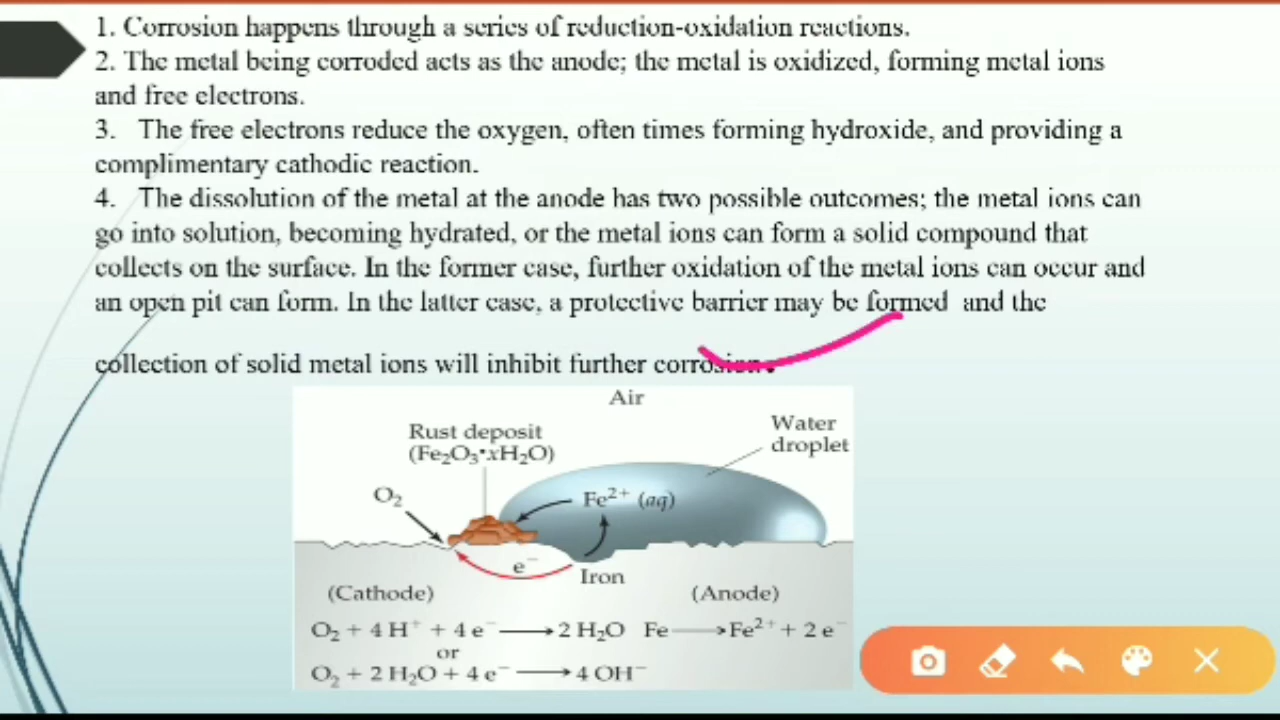 1. Corrosion happens through a series of reduction-oxidation reactions.
2. The metal being corroded acts as the anode; the metal is oxidized, forming metal ions
and free electrons.
3. The free electrons reduce the oxygen, often times forming hydroxide, and providing a
complimentary cathodic reaction.
4. The dissolution of the metal at the anode has two possible outcomes; the metal ions can
go into solution, becoming hydrated, or the metal ions can form a solid compound that
collects on the surface. In the former case, further oxidation of the metal ions can occur and
an open pit can form. In the latter case, a protective barrier may be formed and the
collection of solid metal ions will inhibit further corrosion.
Air
Rust deposit
(Fe₂O₃•xH₂O)
Water
droplet
O₂
Fe²⁺ (aq)
e⁻
Iron
(Cathode)
(Anode)
O₂ + 4 H⁺ + 4 e⁻ → 2 H₂O
Fe → Fe²⁺ + 2 e⁻
or
O₂ + 2 H₂O + 4 e⁻ → 4 OH⁻